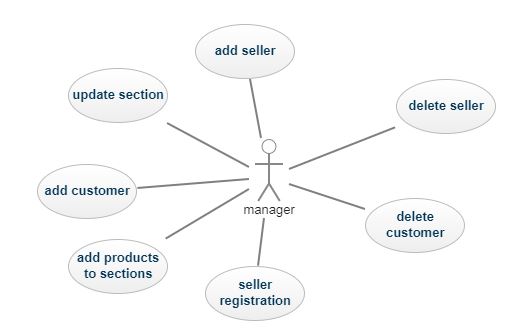 add seller
update section
delete seller
add customer
manager
delete
customer
add products
to sections
seller
registration